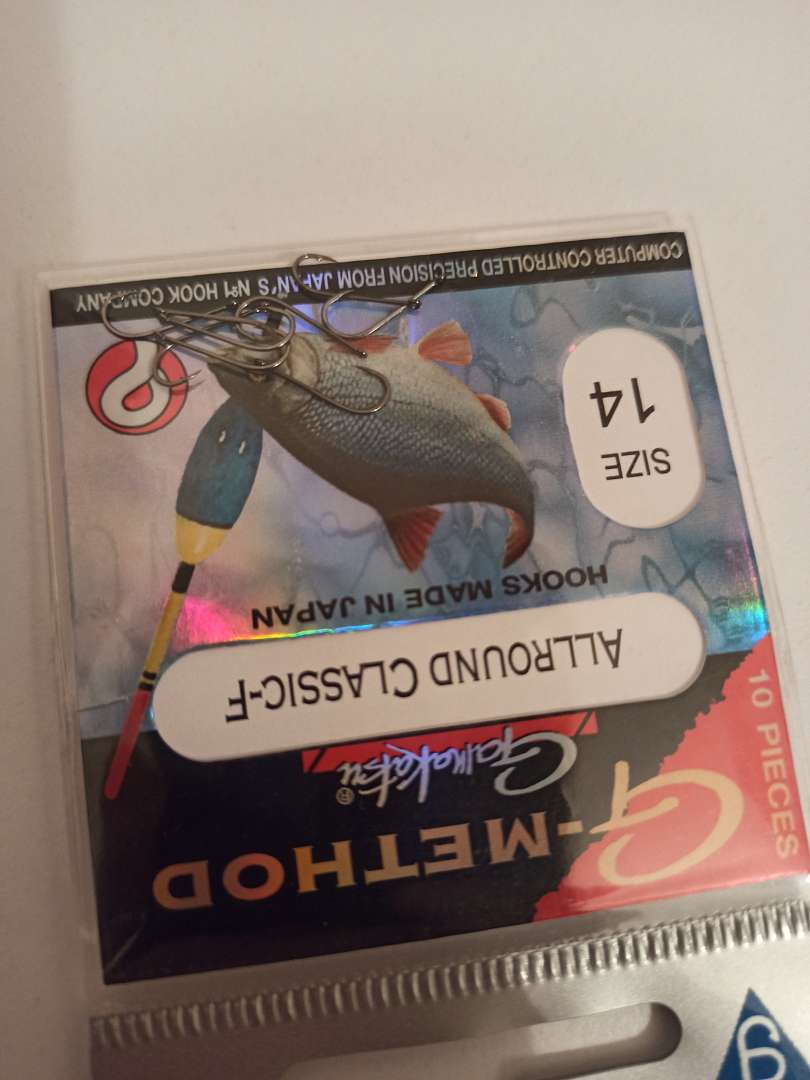 G-METHOD
Gamakatsu®
10 PIECES
ALLROUND CLASSIC-F
HOOKS MADE IN JAPAN
SIZE
14
COMPUTER CONTROLLED PRECISION FROM JAPAN'S Nº1 HOOK COMPANY